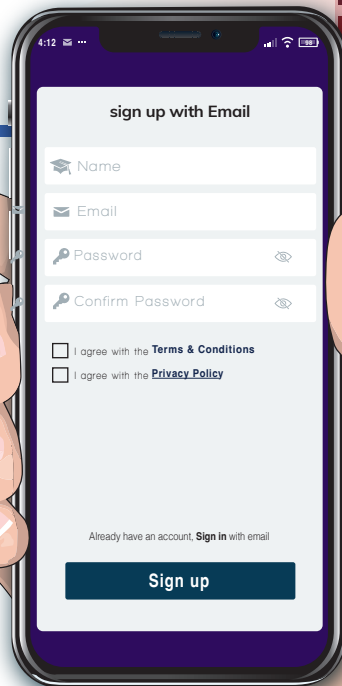 4:12
98
sign up with Email
Name
Email
Password
Confirm Password
I agree with the Terms & Conditions
I agree with the Privacy Policy
Already have an account, Sign in with email
Sign up